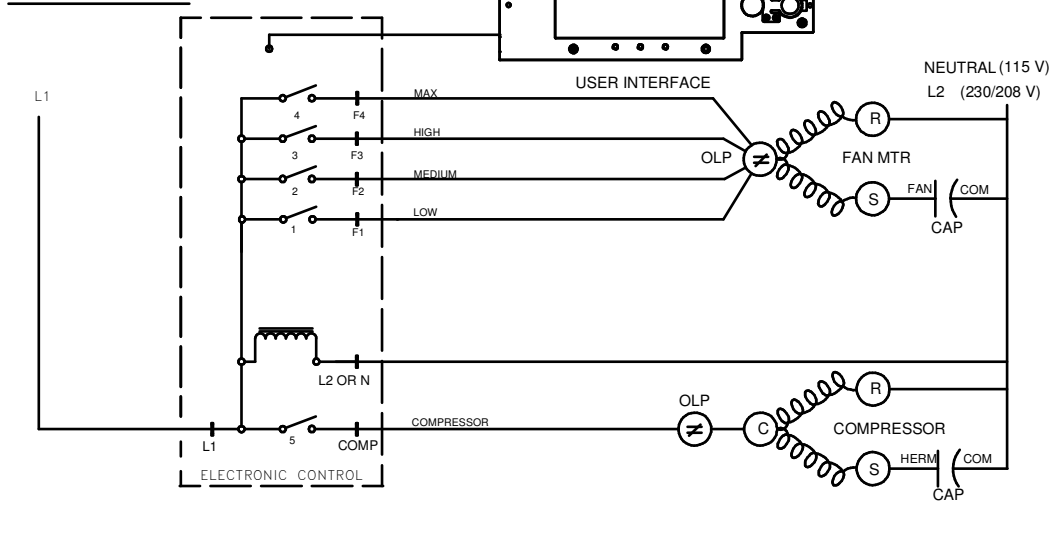 USER INTERFACE
NEUTRAL (115 V)
L2 (230/208 V)
L1
MAX
4
F4
R
HIGH
3
F3
OLP
≠
FAN MTR
MEDIUM
2
F2
S
FAN
COM
CAP
LOW
1
F1
L2 OR N
R
OLP
COMPRESSOR
≠
C
COMPRESSOR
L1
5
COMP
S
HERM
COM
CAP
ELECTRONIC CONTROL